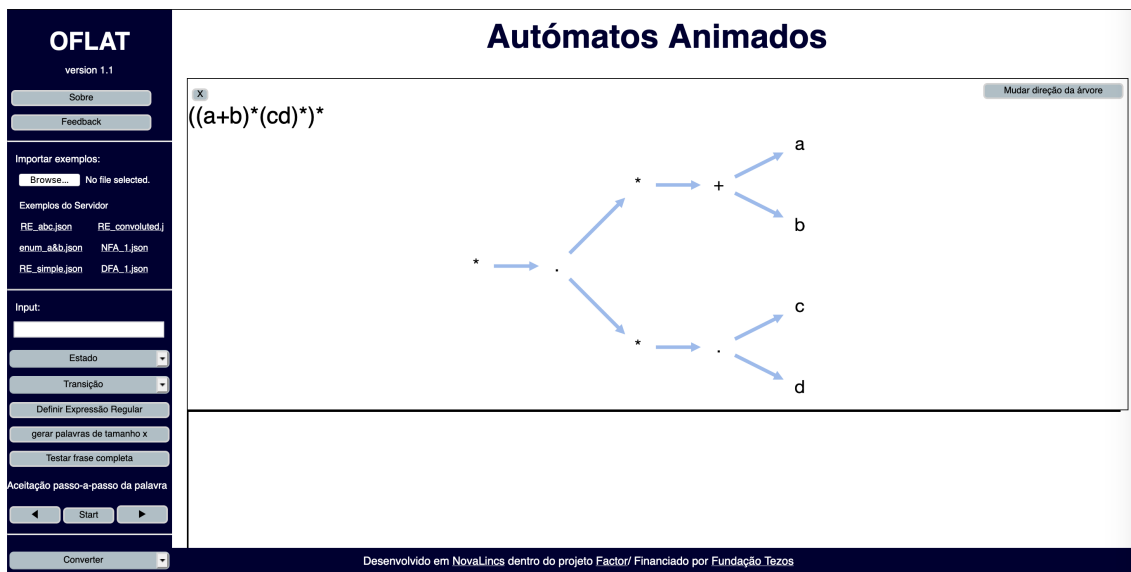 OFLAT
version 1.1
Sobre
Feedback
Importar exemplos:
Browse... No file selected.
Exemplos do Servidor
RE_abc.json RE_convoluted.j
enum_a&b.json NFA_1.json
RE_simple.json DFA_1.json
Input:
Estado
Transição
Definir Expressão Regular
gerar palavras de tamanho x
Testar frase completa
Aceitação passo-a-passo da palavra
Start
Converter
Autómatos Animados
X
Mudar direção da árvore
((a+b)*(cd)*)*
a
* +
b
* .
c
* .
d
Desenvolvido em NovaLincs dentro do projeto Factor/ Financiado por Fundação Tezos